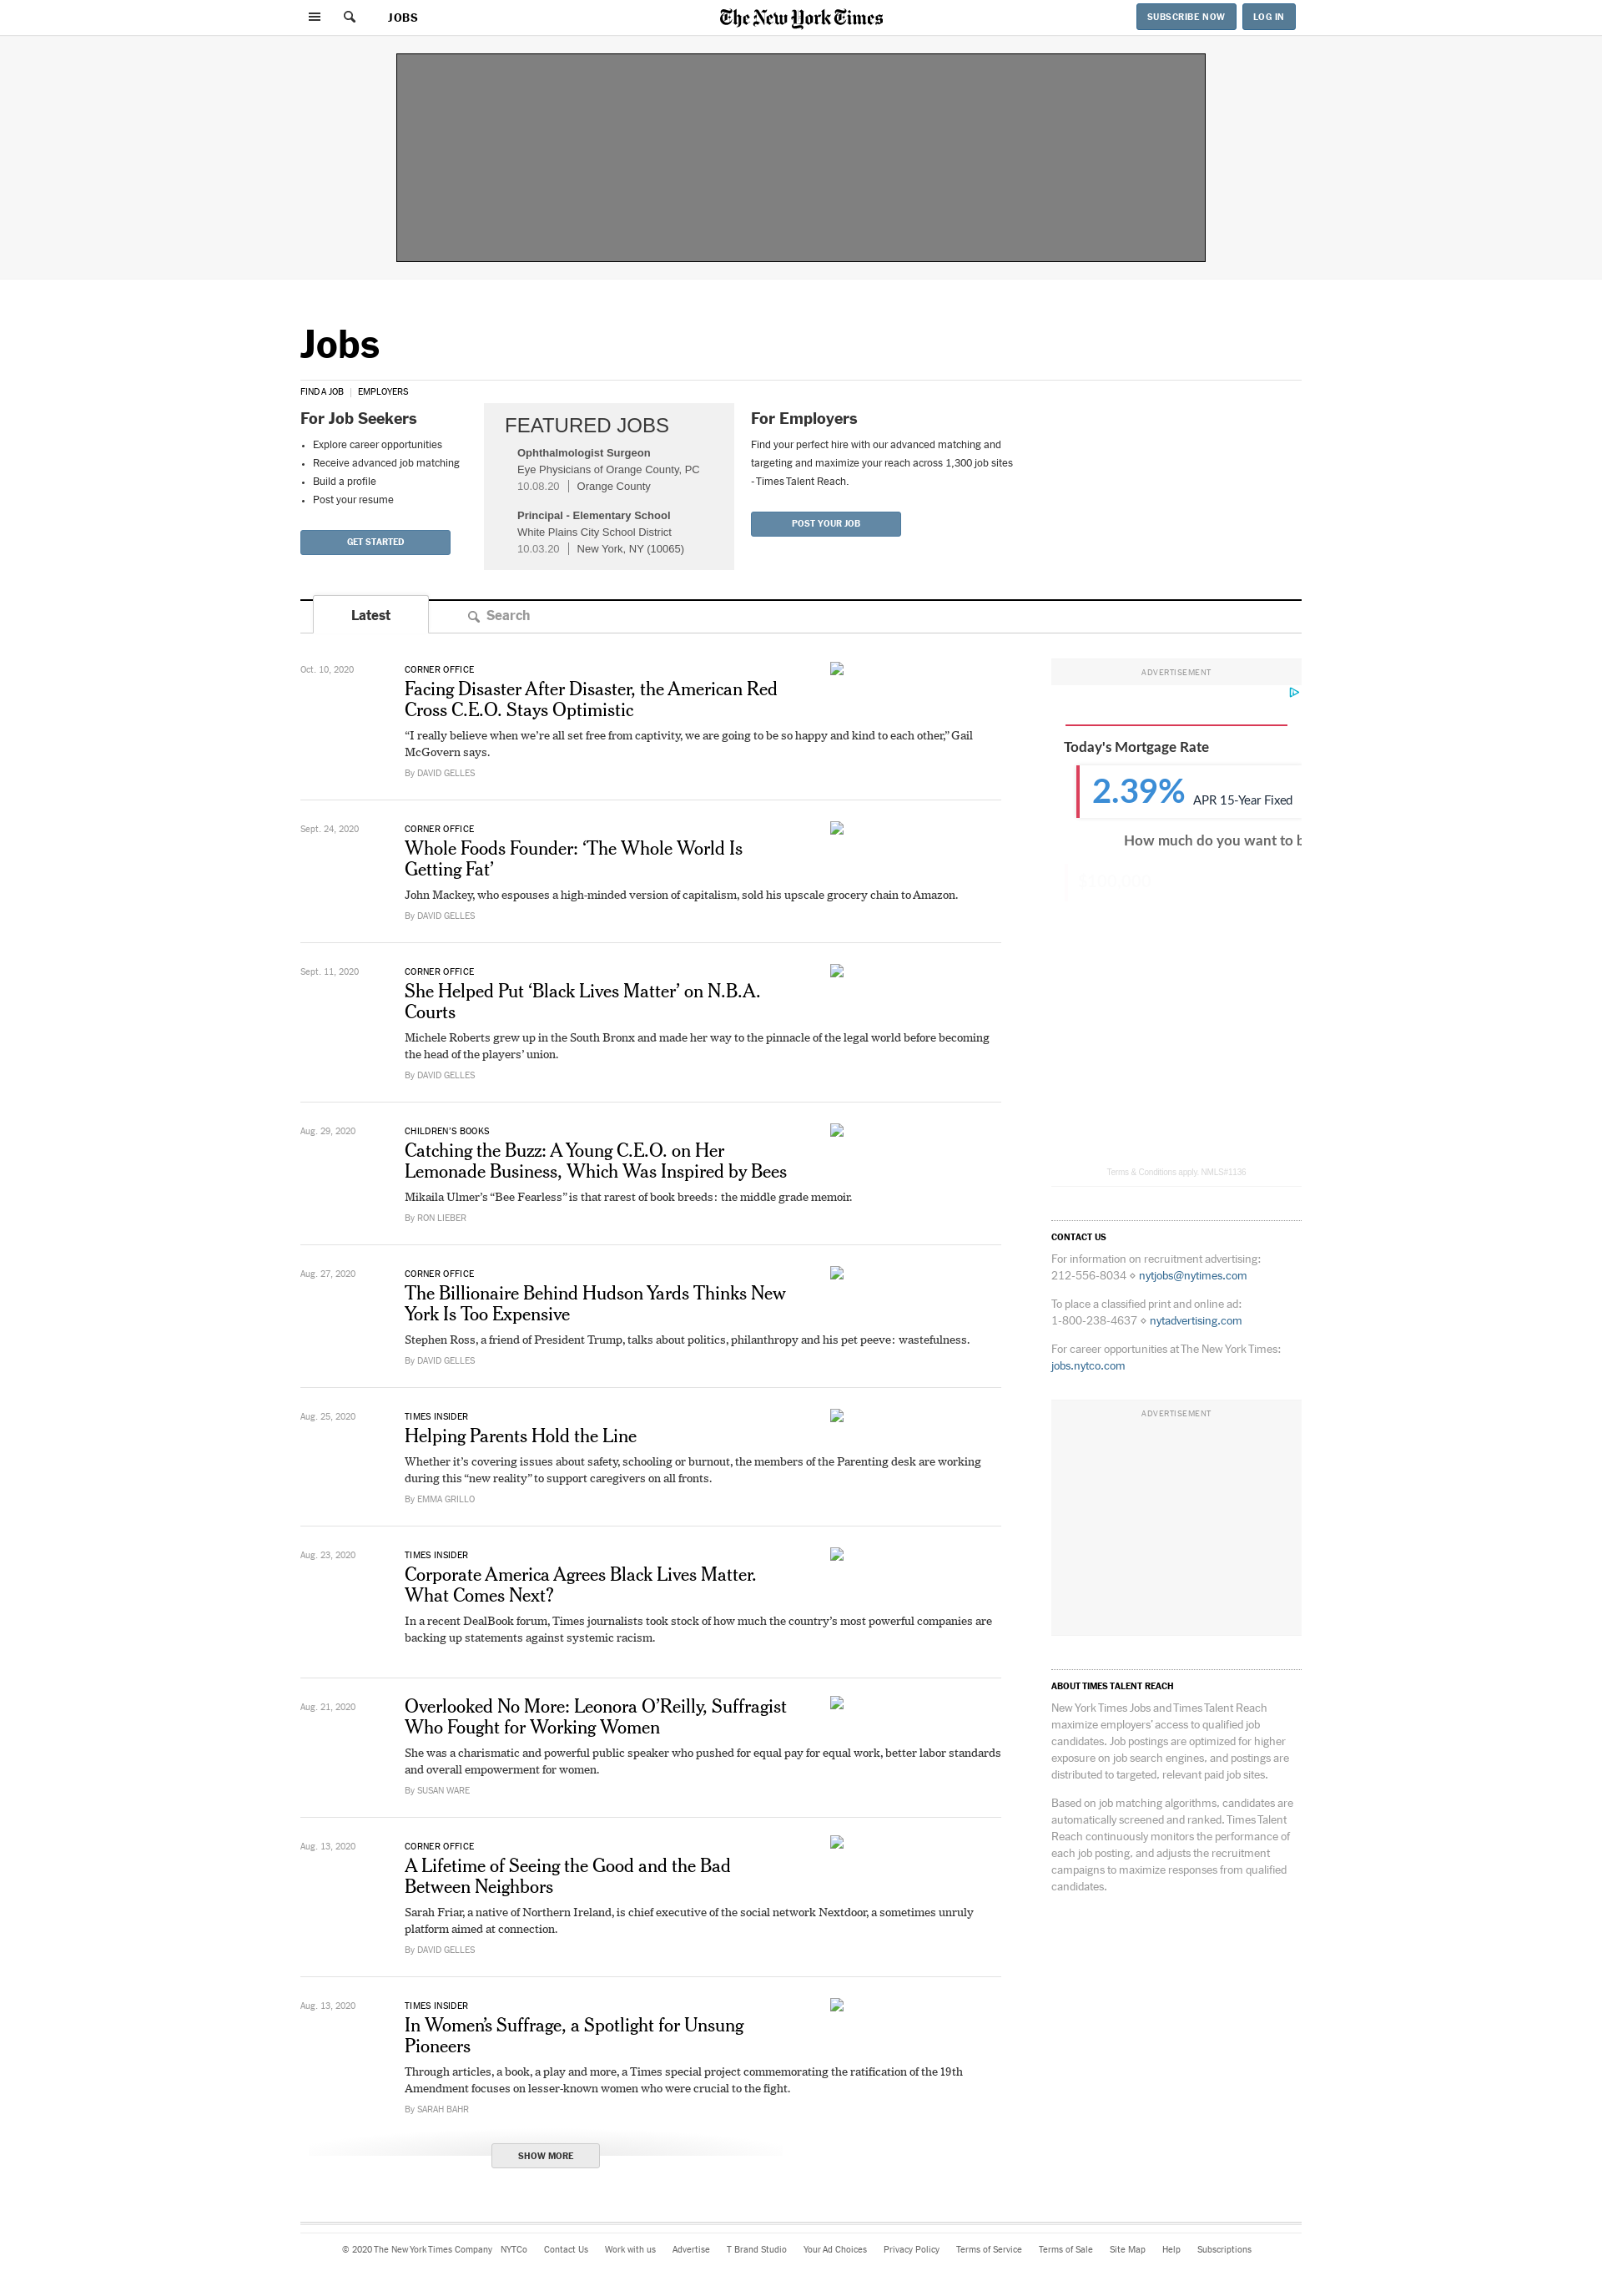 JOBS
The New York Times
SUBSCRIBE NOW
LOG IN
Jobs
FIND A JOB | EMPLOYERS
For Job Seekers
• Explore career opportunities
• Receive advanced job matching
• Build a profile
• Post your resume
GET STARTED
FEATURED JOBS
Ophthalmologist Surgeon
Eye Physicians of Orange County, PC
10.08.20 | Orange County
Principal - Elementary School
White Plains City School District
10.03.20 | New York, NY (10065)
For Employers
Find your perfect hire with our advanced matching and
targeting and maximize your reach across 1,300 job sites
- Times Talent Reach.
POST YOUR JOB
Latest
Search
Oct. 10, 2020
CORNER OFFICE
Facing Disaster After Disaster, the American Red
Cross C.E.O. Stays Optimistic
“I really believe when we’re all set free from captivity, we are going to be so happy and kind to each other,” Gail
McGovern says.
By DAVID GELLES
Sept. 24, 2020
CORNER OFFICE
Whole Foods Founder: ‘The Whole World Is
Getting Fat’
John Mackey, who espouses a high-minded version of capitalism, sold his upscale grocery chain to Amazon.
By DAVID GELLES
Sept. 11, 2020
CORNER OFFICE
She Helped Put ‘Black Lives Matter’ on N.B.A.
Courts
Michele Roberts grew up in the South Bronx and made her way to the pinnacle of the legal world before becoming
the head of the players’ union.
By DAVID GELLES
Aug. 29, 2020
CHILDREN’S BOOKS
Catching the Buzz: A Young C.E.O. on Her
Lemonade Business, Which Was Inspired by Bees
Mikaila Ulmer’s “Bee Fearless” is that rarest of book breeds: the middle grade memoir.
By RON LIEBER
Aug. 27, 2020
CORNER OFFICE
The Billionaire Behind Hudson Yards Thinks New
York Is Too Expensive
Stephen Ross, a friend of President Trump, talks about politics, philanthropy and his pet peeve: wastefulness.
By DAVID GELLES
Aug. 25, 2020
TIMES INSIDER
Helping Parents Hold the Line
Whether it’s covering issues about safety, schooling or burnout, the members of the Parenting desk are working
during this “new reality” to support caregivers on all fronts.
By EMMA GRILLO
Aug. 23, 2020
TIMES INSIDER
Corporate America Agrees Black Lives Matter.
What Comes Next?
In a recent DealBook forum, Times journalists took stock of how much the country’s most powerful companies are
backing up statements against systemic racism.
Aug. 21, 2020
Overlooked No More: Leonora O’Reilly, Suffragist
Who Fought for Working Women
She was a charismatic and powerful public speaker who pushed for equal pay for equal work, better labor standards
and overall empowerment for women.
By SUSAN WARE
Aug. 13, 2020
CORNER OFFICE
A Lifetime of Seeing the Good and the Bad
Between Neighbors
Sarah Friar, a native of Northern Ireland, is chief executive of the social network Nextdoor, a sometimes unruly
platform aimed at connection.
By DAVID GELLES
Aug. 13, 2020
TIMES INSIDER
In Women’s Suffrage, a Spotlight for Unsung
Pioneers
Through articles, a book, a play and more, a Times special project commemorating the ratification of the 19th
Amendment focuses on lesser-known women who were crucial to the fight.
By SARAH BAHR
SHOW MORE
ADVERTISEMENT
Today's Mortgage Rate
2.39% APR 15-Year Fixed
How much do you want to b
Terms & Conditions apply. NMLS#1136
CONTACT US
For information on recruitment advertising:
212-556-8034 ⋄ nytjobs@nytimes.com
To place a classified print and online ad:
1-800-238-4637 ⋄ nytadvertising.com
For career opportunities at The New York Times:
jobs.nytco.com
ADVERTISEMENT
ABOUT TIMES TALENT REACH
New York Times Jobs and Times Talent Reach
maximize employers’ access to qualified job
candidates. Job postings are optimized for higher
exposure on job search engines, and postings are
distributed to targeted, relevant paid job sites.
Based on job matching algorithms, candidates are
automatically screened and ranked. Times Talent
Reach continuously monitors the performance of
each job posting, and adjusts the recruitment
campaigns to maximize responses from qualified
candidates.
© 2020 The New York Times Company NYTCo Contact Us Work with us Advertise T Brand Studio Your Ad Choices Privacy Policy Terms of Service Terms of Sale Site Map Help Subscriptions